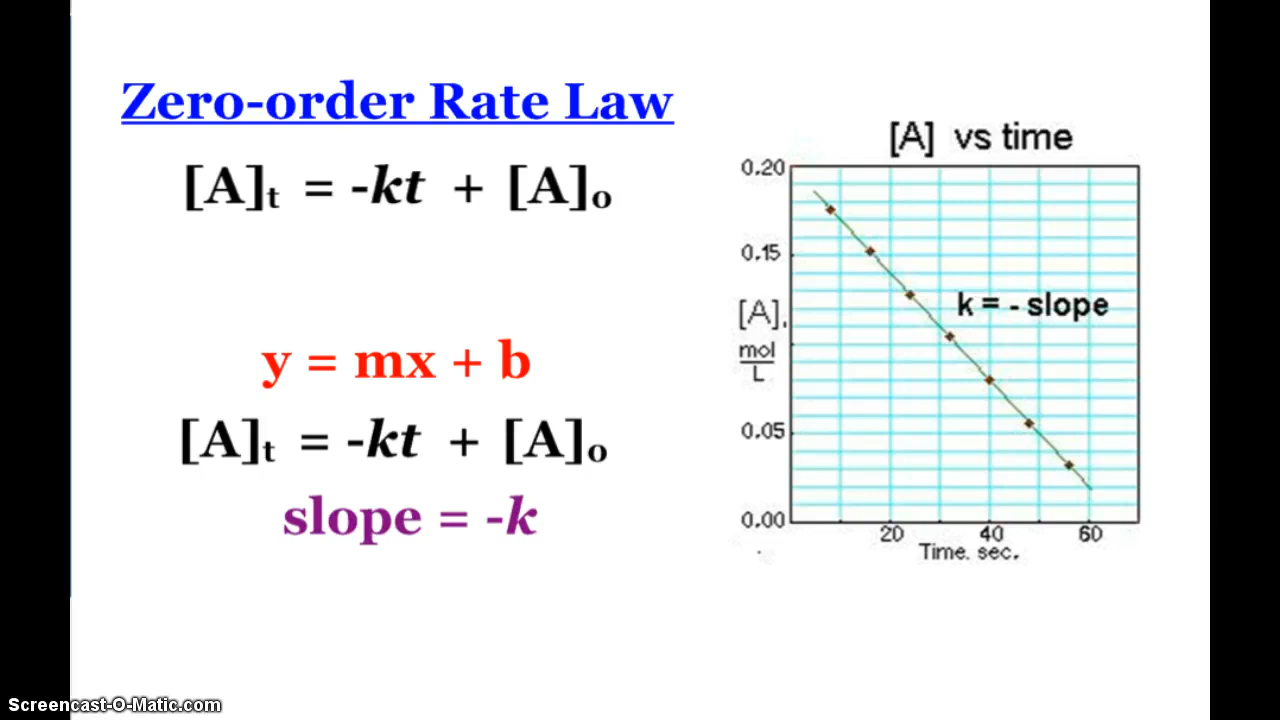 Zero-order Rate Law
[A]t = -kt + [A]o
y = mx + b
[A]t = -kt + [A]o
slope = -k
[A] vs time
0.20
0.15
k = - slope
[A],
mol
L
0.05
0.00
20 40 60
Time. sec.
Screencast-O-Matic.com